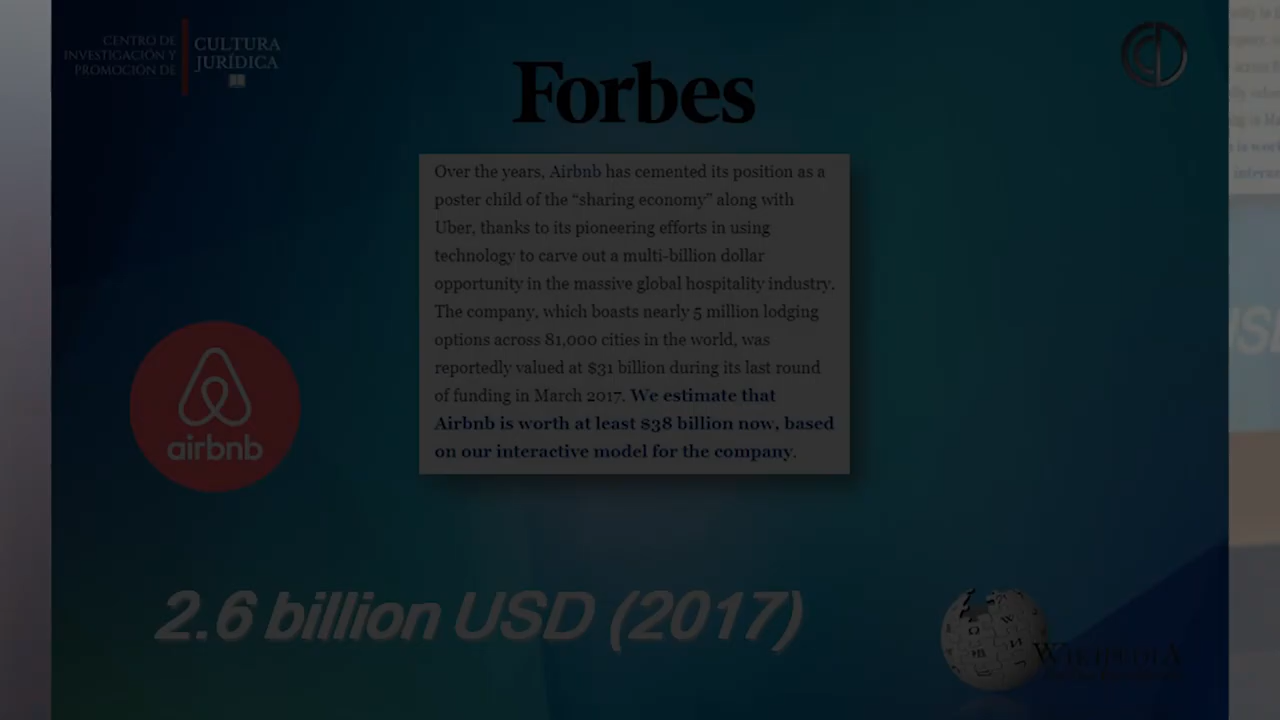 CENTRO DE
INVESTIGACIÓN Y
PROMOCIÓN DE
CULTURA
JURÍDICA
Forbes
Over the years, Airbnb has cemented its position as a
poster child of the “sharing economy” along with
Uber, thanks to its pioneering efforts in using
technology to carve out a multi-billion dollar
opportunity in the massive global hospitality industry.
The company, which boasts nearly 5 million lodging
options across 81,000 cities in the world, was
reportedly valued at $31 billion during its last round
of funding in March 2017. We estimate that
Airbnb is worth at least $38 billion now, based
on our interactive model for the company.
airbnb
2.6 billion USD (2017)
WIKIPEDIA